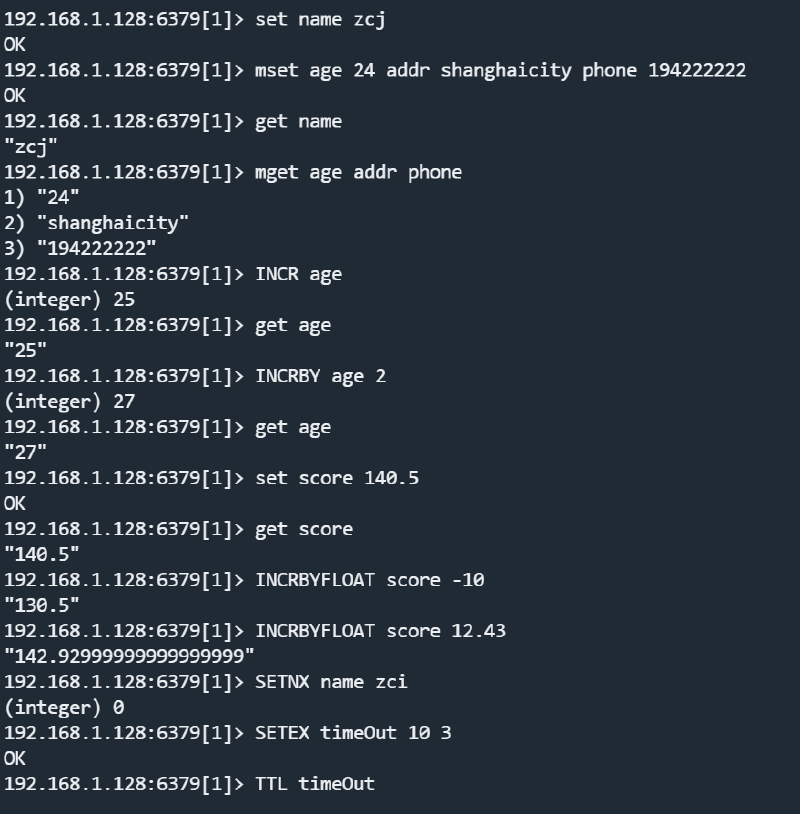 192.168.1.128:6379[1]> set name zcj
OK
192.168.1.128:6379[1]> mset age 24 addr shanghaicity phone 194222222
OK
192.168.1.128:6379[1]> get name
"zcj"
192.168.1.128:6379[1]> mget age addr phone
1) "24"
2) "shanghaicity"
3) "194222222"
192.168.1.128:6379[1]> INCR age
(integer) 25
192.168.1.128:6379[1]> get age
"25"
192.168.1.128:6379[1]> INCRBY age 2
(integer) 27
192.168.1.128:6379[1]> get age
"27"
192.168.1.128:6379[1]> set score 140.5
OK
192.168.1.128:6379[1]> get score
"140.5"
192.168.1.128:6379[1]> INCRBYFLOAT score -10
"130.5"
192.168.1.128:6379[1]> INCRBYFLOAT score 12.43
"142.92999999999999999"
192.168.1.128:6379[1]> SETNX name zci
(integer) 0
192.168.1.128:6379[1]> SETEX timeOut 10 3
OK
192.168.1.128:6379[1]> TTL timeOut